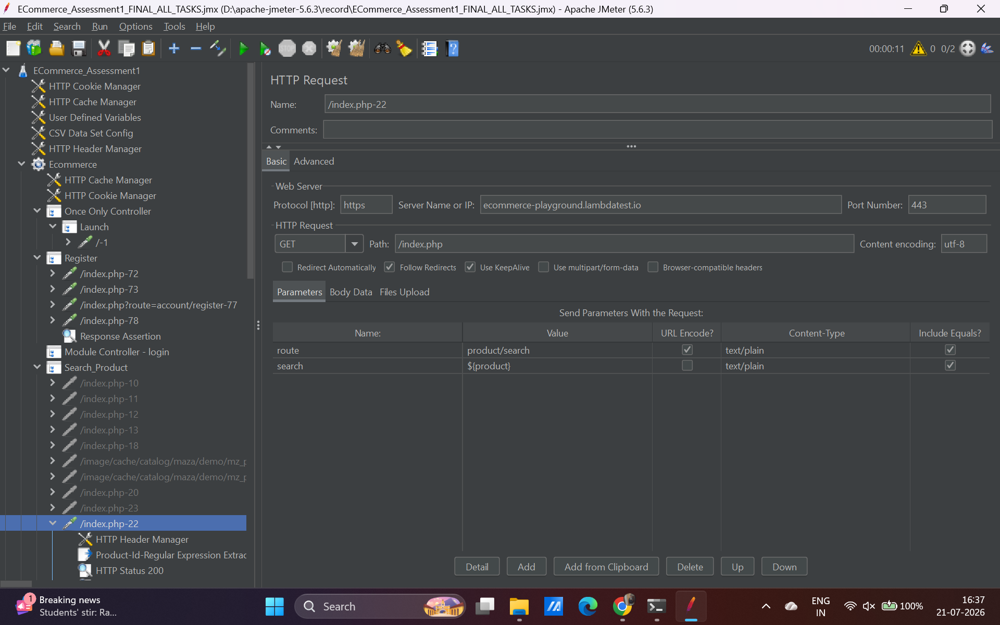 ECommerce_Assessment1_FINAL_ALL_TASKS.jmx (D:\apache-jmeter-5.6.3\record\ECommerce_Assessment1_FINAL_ALL_TASKS.jmx) - Apache JMeter (5.6.3)
File Edit Search Run Options Tools Help
STOP
00:00:11 0 0/2
ECommerce_Assessment1
HTTP Cookie Manager
HTTP Cache Manager
User Defined Variables
CSV Data Set Config
HTTP Header Manager
Ecommerce
HTTP Cache Manager
HTTP Cookie Manager
Once Only Controller
Launch
/-1
Register
/index.php-72
/index.php-73
/index.php?route=account/register-77
/index.php-78
Response Assertion
Module Controller - login
Search_Product
/index.php-10
/index.php-11
/index.php-12
/index.php-13
/index.php-18
/image/cache/catalog/maza/demo/mz_p
/image/cache/catalog/maza/demo/mz_p
/index.php-20
/index.php-23
/index.php-22
HTTP Header Manager
Product-Id-Regular Expression Extrac
HTTP Status 200
HTTP Request
Name: /index.php-22
Comments:
Basic Advanced
Web Server
Protocol [http]: https Server Name or IP: ecommerce-playground.lambdatest.io Port Number: 443
HTTP Request
GET Path: /index.php Content encoding: utf-8
Redirect Automatically Follow Redirects Use KeepAlive Use multipart/form-data Browser-compatible headers
Parameters Body Data Files Upload
Send Parameters With the Request:
Name: Value URL Encode? Content-Type Include Equals?
route product/search text/plain
search ${product} text/plain
Detail Add Add from Clipboard Delete Up Down
1 Breaking news
Students' stir: Ra...
Search
ENG
IN
100%
16:37
21-07-2026